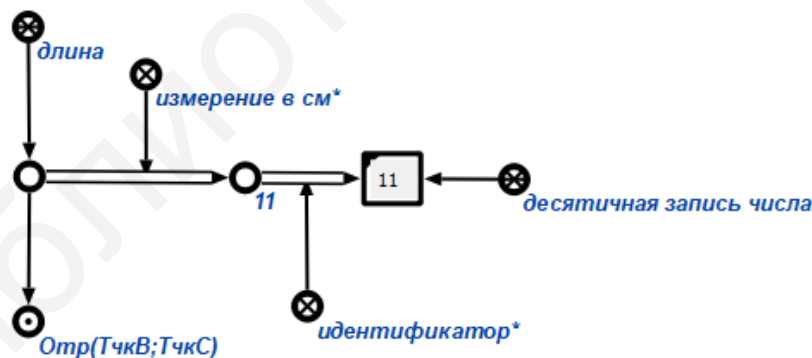 длина
измерение в см*
11
11
десятичная запись числа
идентификатор*
Отр(ТчкВ;ТчкС)